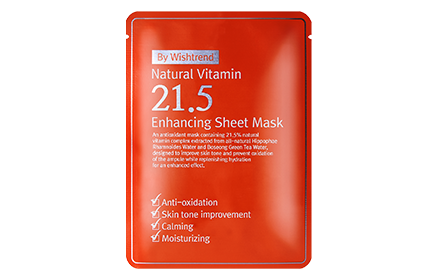 By Wishtrend
Natural Vitamin
21.5
Enhancing Sheet Mask
An antioxidant mask containing 21.5% natural
vitamin complex extracted from all-natural Hippophae
Rhamnoides Water and Boseong Green Tea Water,
designed to improve skin tone and prevent oxidation
of the ampule while replenishing hydration
for an enhanced effect.
Anti-oxidation
Skin tone improvement
Calming
Moisturizing